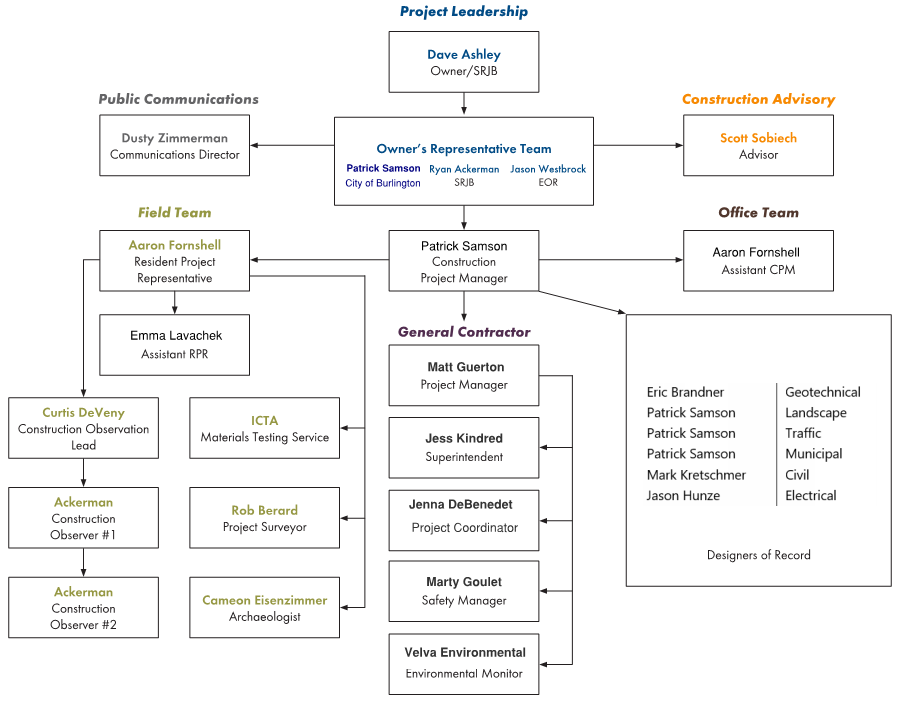 Project Leadership
Dave Ashley
Owner/SRJB
Public Communications
Construction Advisory
Dusty Zimmerman
Communications Director
Owner's Representative Team
Patrick Samson
City of Burlington
Ryan Ackerman
SRJB
Jason Westbrock
EOR
Scott Sobiech
Advisor
Field Team
Office Team
Aaron Fornshell
Resident Project
Representative
Patrick Samson
Construction
Project Manager
Aaron Fornshell
Assistant CPM
Emma Lavachek
Assistant RPR
General Contractor
Matt Guerton
Project Manager
Eric Brandner Geotechnical
Patrick Samson Landscape
Patrick Samson Traffic
Patrick Samson Municipal
Mark Kretschmer Civil
Jason Hunze Electrical
Designers of Record
Curtis DeVeny
Construction Observation
Lead
ICTA
Materials Testing Service
Jess Kindred
Superintendent
Ackerman
Construction
Observer #1
Rob Berard
Project Surveyor
Jenna DeBenedet
Project Coordinator
Ackerman
Construction
Observer #2
Cameon Eisenzimmer
Archaeologist
Marty Goulet
Safety Manager
Velva Environmental
Environmental Monitor